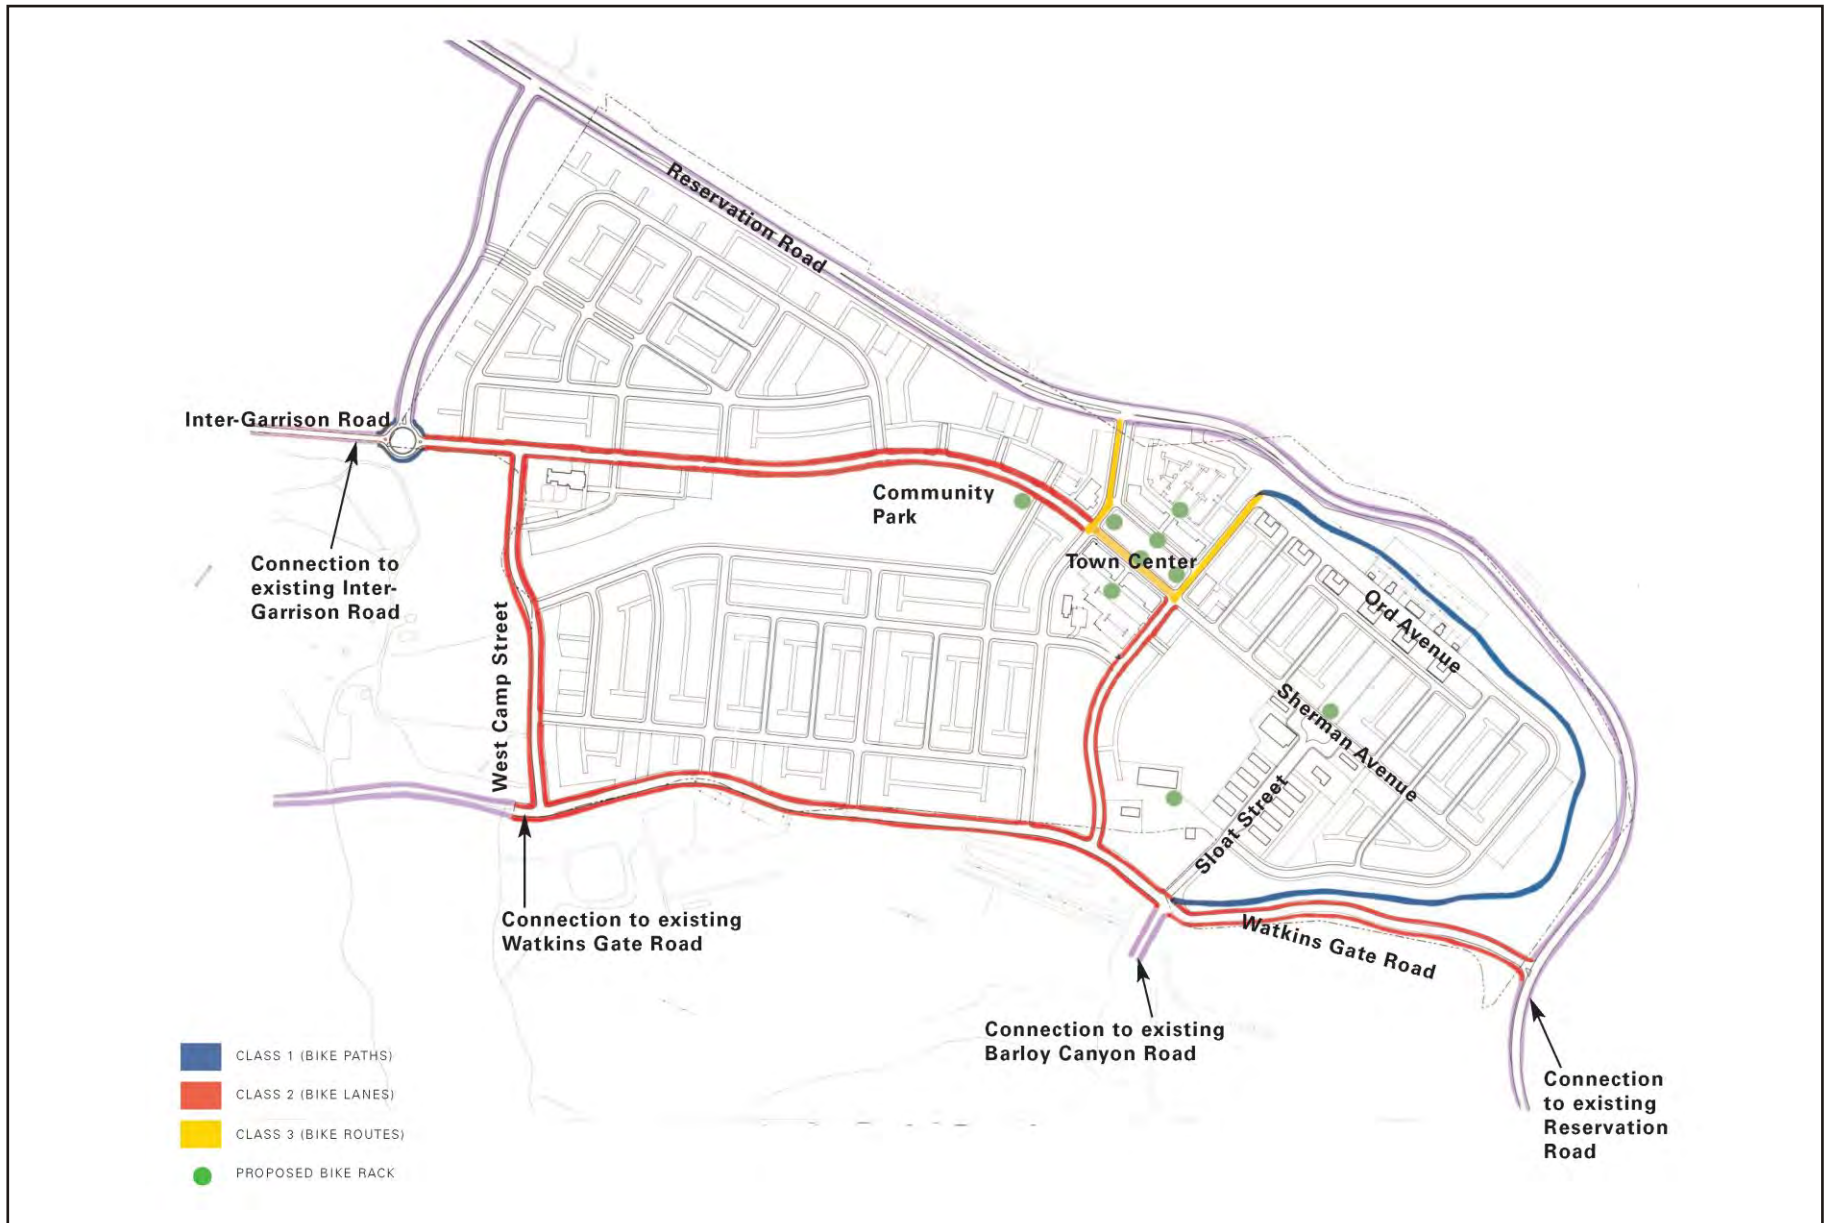 Reservation Road
Inter-Garrison Road
Community
Park
Connection to
existing Inter-
Garrison Road
Town Center
Ord Avenue
West Camp Street
Sherman Avenue
Sloat Street
Connection to existing
Watkins Gate Road
Watkins Gate Road
Connection to existing
Barloy Canyon Road
Connection
to existing
Reservation
Road
CLASS 1 (BIKE PATHS)
CLASS 2 (BIKE LANES)
CLASS 3 (BIKE ROUTES)
PROPOSED BIKE RACK